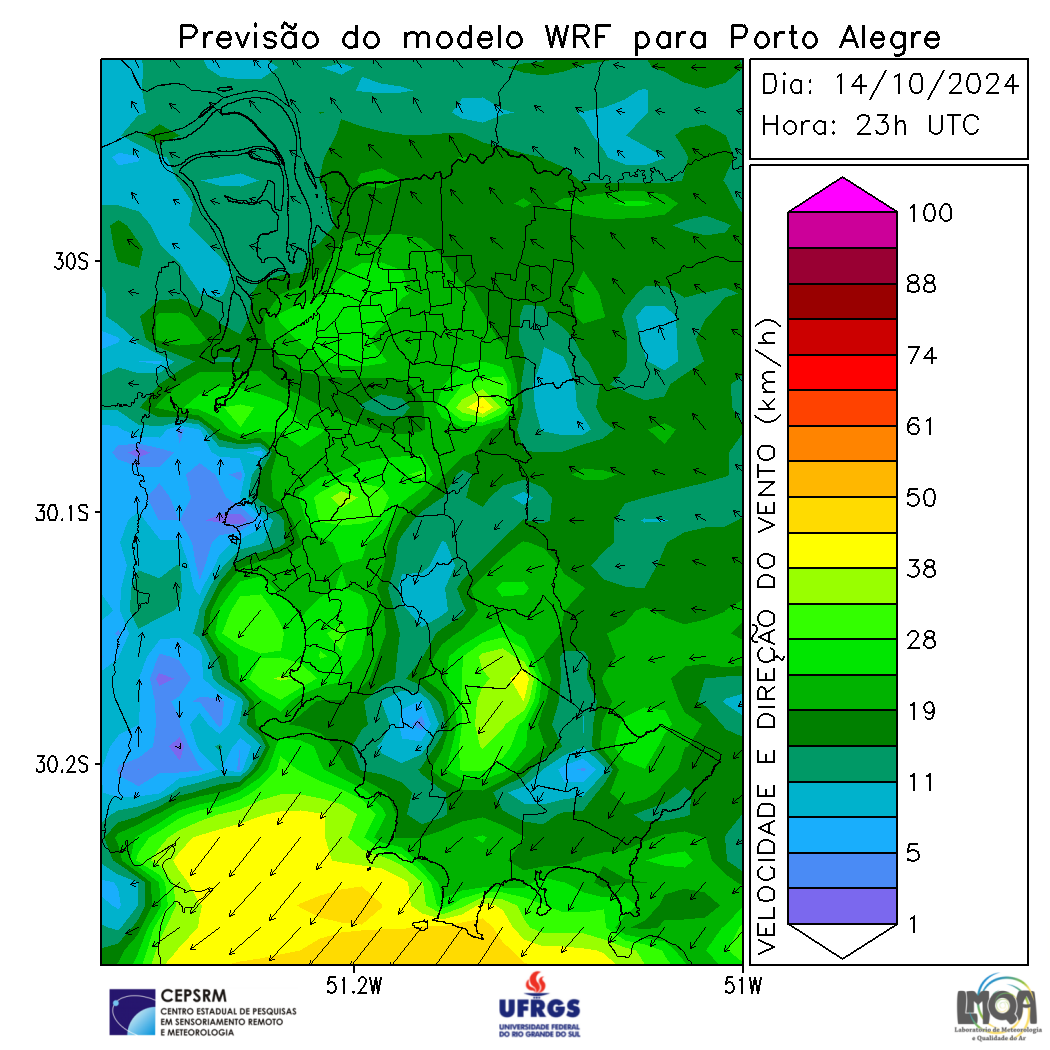 Previsão do modelo WRF para Porto Alegre
Dia: 14/10/2024
Hora: 23h UTC
30S
30.1S
30.2S
51.2W
51W
VELOCIDADE E DIREÇÃO DO VENTO (km/h)
100
88
74
61
50
38
28
19
11
5
1
CEPSRM
CENTRO ESTADUAL DE PESQUISAS
EM SENSORIAMENTO REMOTO
E METEOROLOGIA
UFRGS
UNIVERSIDADE FEDERAL
DO RIO GRANDE DO SUL
LMQA
Laboratório de Meteorologia
e Qualidade do Ar